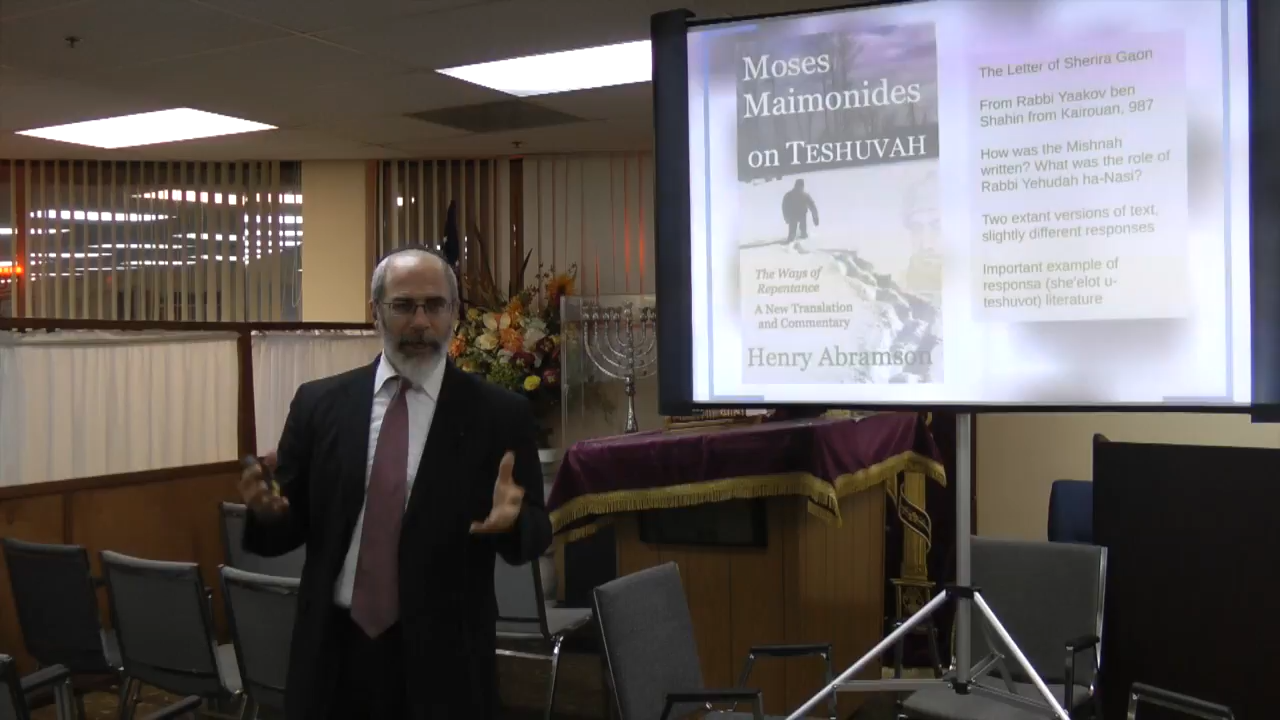 Moses
Maimonides
on TESHUVAH
The Ways of
Repentance
A New Translation
and Commentary
Henry Abramson
The Letter of Sherira Gaon
From Rabbi Yaakov ben
Shahin from Kairouan, 987
How was the Mishnah
written? What was the role of
Rabbi Yehudah ha-Nasi?
Two extant versions of text,
slightly different responses
Important example of
responsa (she'elot u-
teshuvot) literature